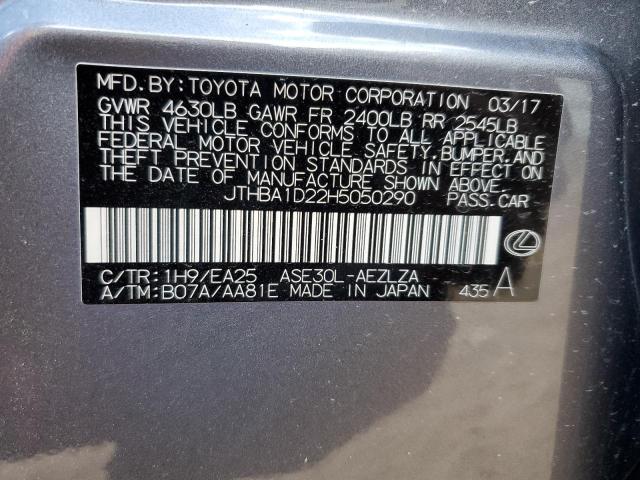 MFD. BY: TOYOTA MOTOR CORPORATION 03/17
GVWR 4630LB GAWR FR 2400LB RR 2545LB
THIS VEHICLE CONFORMS TO ALL APPLICABLE
FEDERAL MOTOR VEHICLE SAFETY, BUMPER, AND
THEFT PREVENTION STANDARDS IN EFFECT ON
THE DATE OF MANUFACTURE SHOWN ABOVE.
JTHBA1D22H5050290 PASS. CAR
C/TR: 1H9/EA25 ASE30L-AEZLZA
A/TM: B07A/AA81E MADE IN JAPAN 435 A